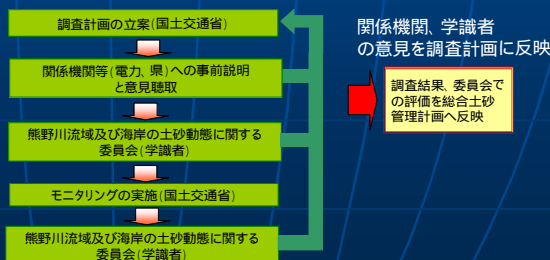 調査計画の立案(国土交通省)
関係機関等(電力、県)への事前説明
と意見聴取
熊野川流域及び海岸の土砂動態に関する
委員会(学識者)
モニタリングの実施(国土交通省)
熊野川流域及び海岸の土砂動態に関する
委員会(学識者)
関係機関、学識者
の意見を調査計画に反映
調査結果、委員会で
の評価を総合土砂
管理計画へ反映